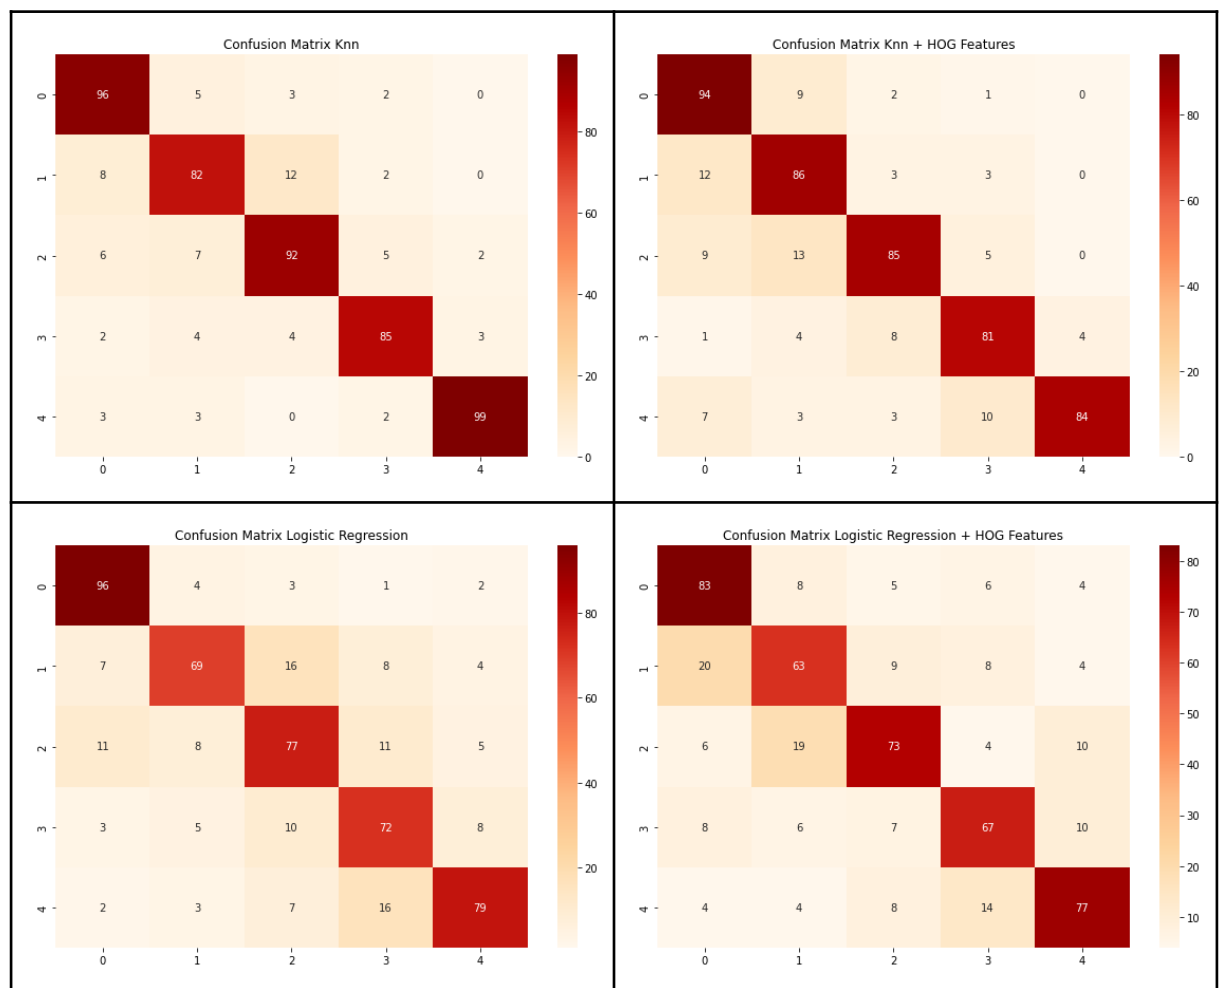 Confusion Matrix Knn
0 96 5 3 2 0
80
1 8 82 12 2 0
60
2 6 7 92 5 2
40
3 2 4 4 85 3
20
4 3 3 0 2 99
0
0 1 2 3 4
Confusion Matrix Knn + HOG Features
0 94 9 2 1 0
80
1 12 86 3 3 0
60
2 9 13 85 5 0
40
3 1 4 8 81 4
20
4 7 3 3 10 84
0
0 1 2 3 4
Confusion Matrix Logistic Regression
0 96 4 3 1 2
80
1 7 69 16 8 4
60
2 11 8 77 11 5
40
3 3 5 10 72 8
20
4 2 3 7 16 79
0 1 2 3 4
Confusion Matrix Logistic Regression + HOG Features
80
0 83 8 5 6 4
70
1 20 63 9 8 4
60
50
2 6 19 73 4 10
40
30
3 8 6 7 67 10
20
4 4 4 8 14 77
10
0 1 2 3 4